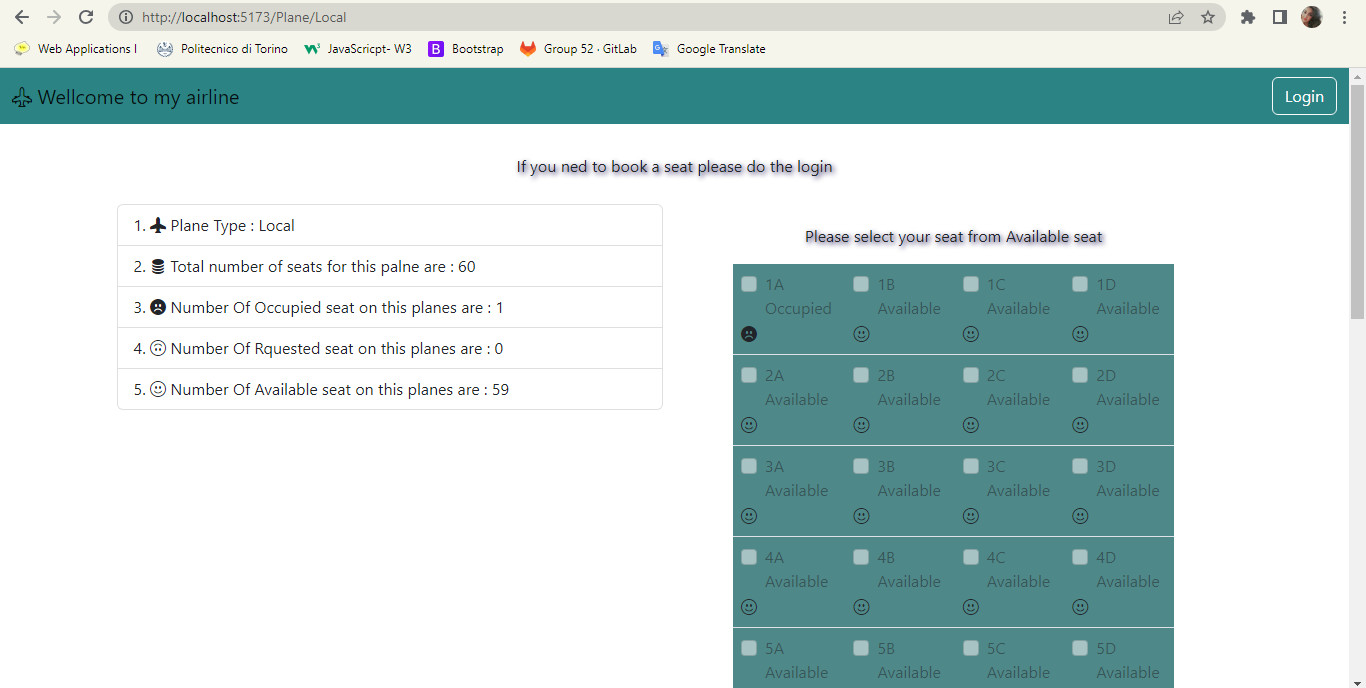 http://localhost:5173/Plane/Local
Web Applications I Politecnico di Torino JavaScricpt- W3 Bootstrap Group 52 · GitLab Google Translate
Wellcome to my airline Login
If you ned to book a seat please do the login
1. Plane Type : Local
2. Total number of seats for this palne are : 60
3. Number Of Occupied seat on this planes are : 1
4. Number Of Rquested seat on this planes are : 0
5. Number Of Available seat on this planes are : 59
Please select your seat from Available seat
1A 1B 1C 1D
Occupied Available Available Available
2A 2B 2C 2D
Available Available Available Available
3A 3B 3C 3D
Available Available Available Available
4A 4B 4C 4D
Available Available Available Available
5A 5B 5C 5D
Available Available Available Available